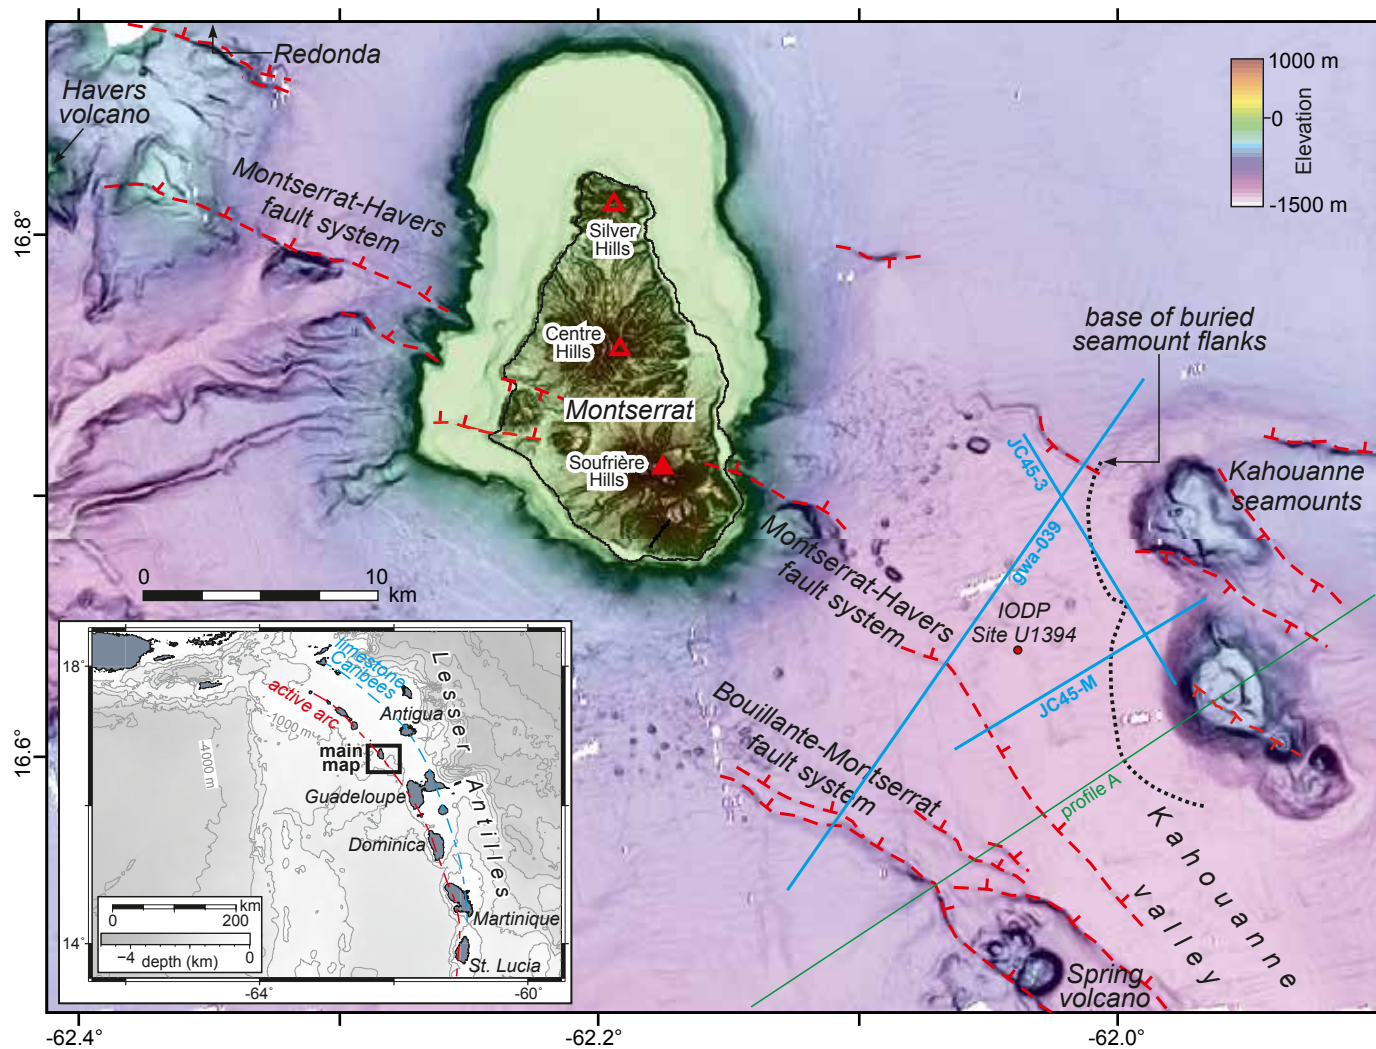 Redonda
Havers
volcano
1000 m
0
-1500 m
Elevation
Montserrat-Havers
fault system
16.8°
Silver
Hills
Centre
Hills
Montserrat
Soufrière
Hills
base of buried
seamount flanks
JC45-3
Kahouanne
seamounts
gwa-039
Montserrat-Havers
fault system
IODP
Site U1394
JC45-M
0
10
km
Bouillante-Montserrat
fault system
16.6°
profile A
Kahouanne
valley
Spring
volcano
18°
14°
limestone
Caribees
Lesser
Antilles
active arc
-1000 m
-4000 m
Antigua
main
map
Guadeloupe
Dominica
Martinique
St. Lucia
km
0
200
−4
depth (km)
0
-64°
-60°
-62.4°
-62.2°
-62.0°